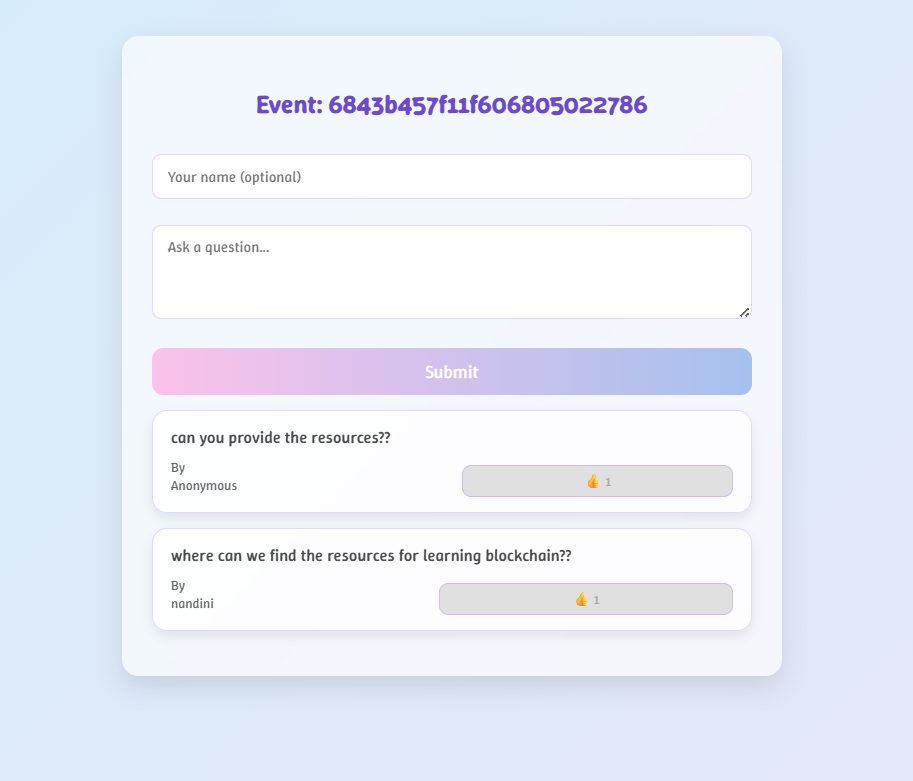 Event: 6843b457f11f606805022786
Your name (optional)
Ask a question...
Submit
can you provide the resources??
By
Anonymous
👍 1
where can we find the resources for learning blockchain??
By
nandini
👍 1